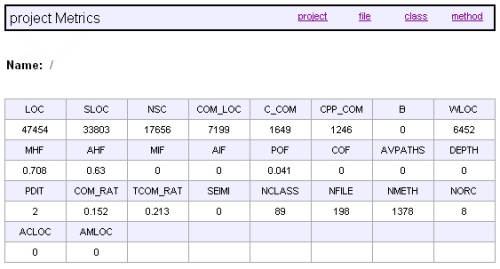 project Metrics project file class method
Name: /
LOC SLOC NSC COM_LOC C_COM CPP_COM B WLOC
47454 33803 17656 7199 1649 1246 0 6452
MHF AHF MIF AIF POF COF AVPATHS DEPTH
0.708 0.63 0 0 0.041 0 0 0
PDIT COM_RAT TCOM_RAT SEIMI NCLASS NFILE NMETH NORC
2 0.152 0.213 0 89 198 1378 8
ACLOC AMLOC
0 0